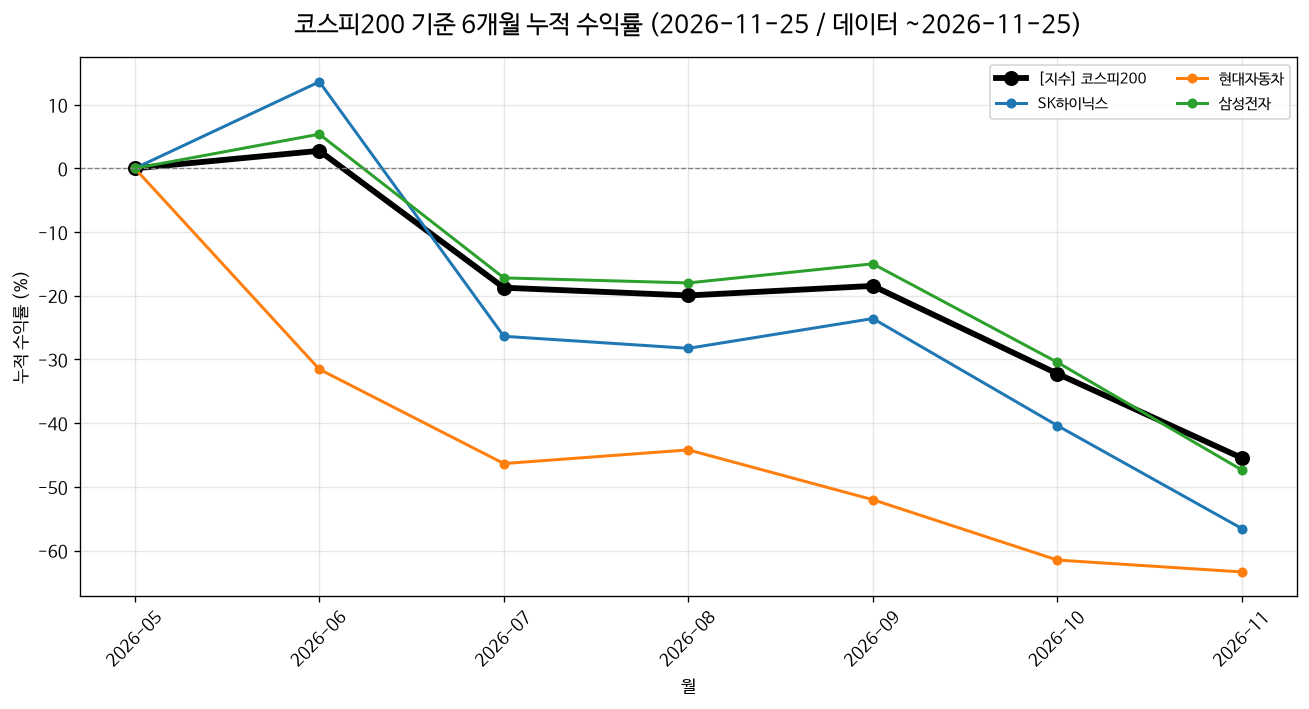 코스피200 기준 6개월 누적 수익률 (2026-11-25 / 데이터 ~2026-11-25)
[지수] 코스피200
SK하이닉스
현대자동차
삼성전자
누적 수익률 (%)
10
0
-10
-20
-30
-40
-50
-60
2026-05
2026-06
2026-07
2026-08
2026-09
2026-10
2026-11
월